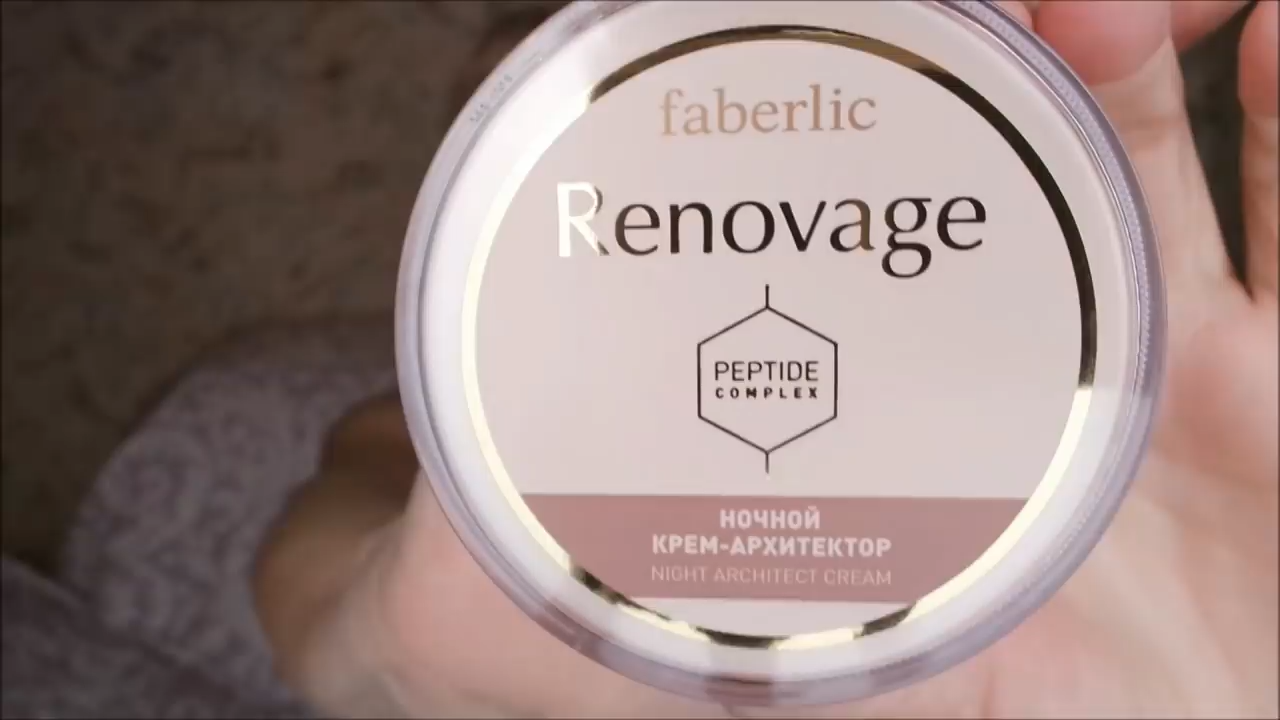 faberlic
Renovage
PEPTIDE
COMPLEX
НОЧНОЙ
КРЕМ-АРХИТЕКТОР
NIGHT ARCHITECT CREAM